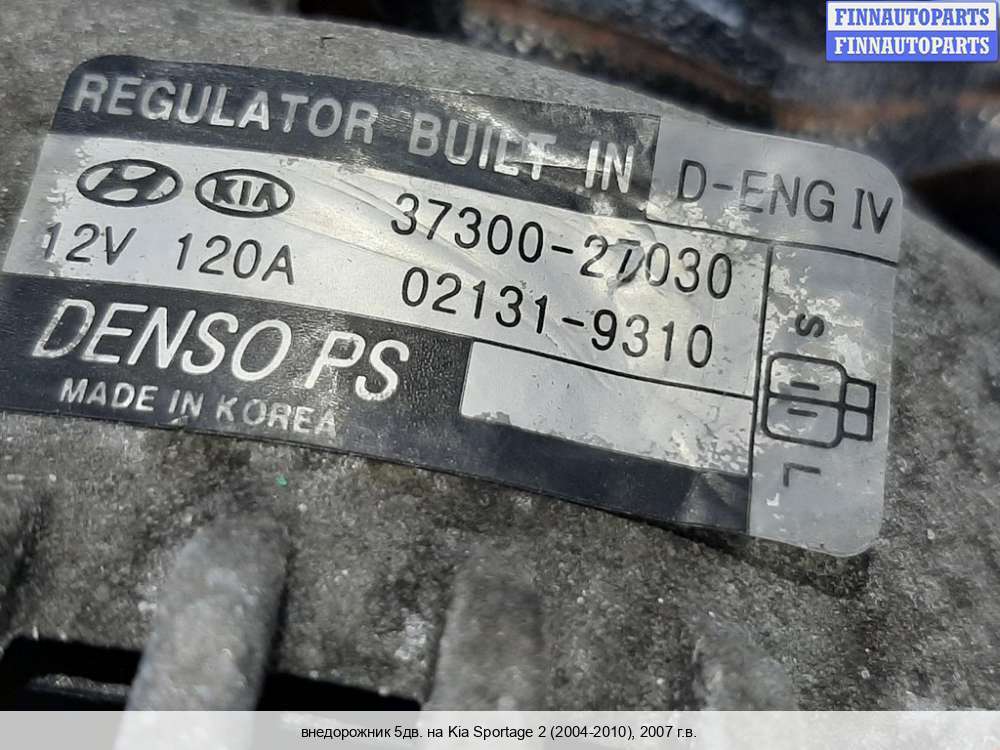 FINNAUTOPARTS
FINNAUTOPARTS
REGULATOR BUILT IN
D-ENG IV
KIA
37300-27030
12V 120A
02131-9310
DENSO PS
MADE IN KOREA
S
L
внедорожник 5дв. на Kia Sportage 2 (2004-2010), 2007 г.в.